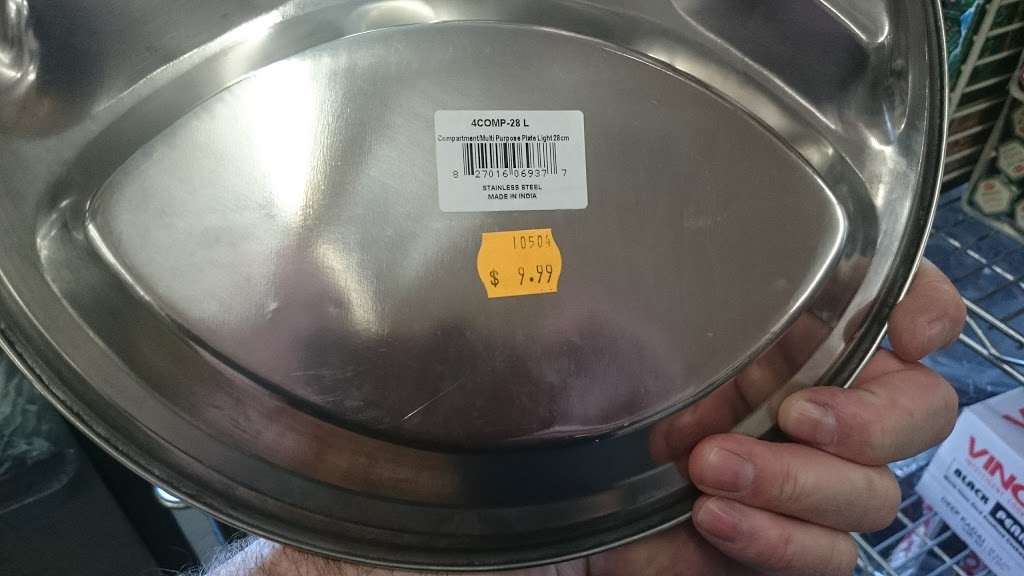 4COMP-28 L
Compartment/Multi Purpose Plate Light 28cm
8 27016 06937 7
STAINLESS STEEL
MADE IN INDIA
10504
$ 9.99
VINO
BLACK